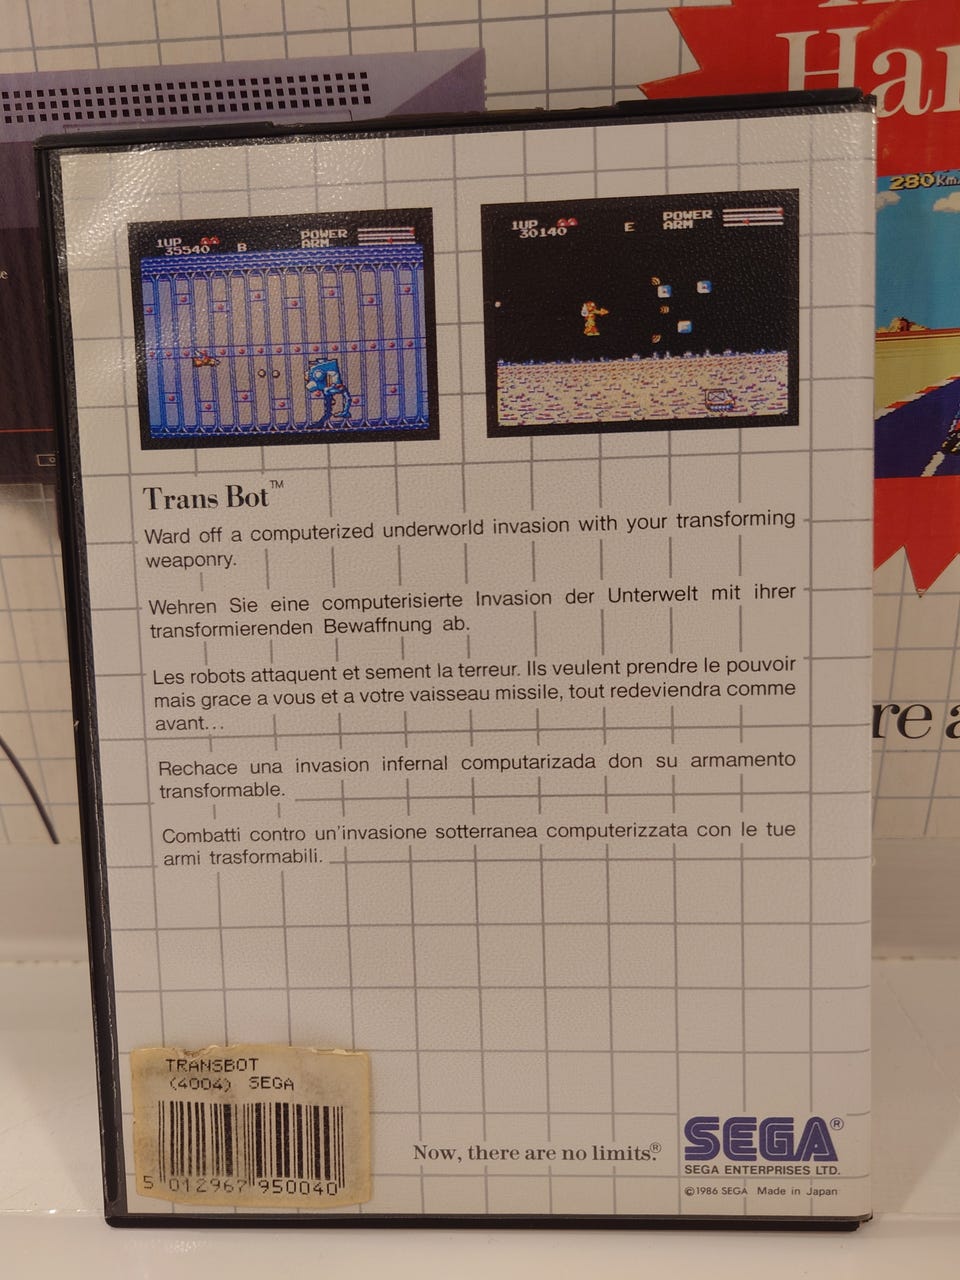 Har
280 km
1UP
35540
B
POWER
ARM
1UP
30140
E
POWER
ARM
Trans Bot™
Ward off a computerized underworld invasion with your transforming
weaponry.
Wehren Sie eine computerisierte Invasion der Unterwelt mit ihrer
transformierenden Bewaffnung ab.
Les robots attaquent et sement la terreur. Ils veulent prendre le pouvoir
mais grace a vous et a votre vaisseau missile, tout redeviendra comme
avant...
Rechace una invasion infernal computarizada don su armamento
transformable.
Combatti contro un'invasione sotterranea computerizzata con le tue
armi trasformabili.
re a
TRANSBOT
(4004) SEGA
5 012967 950040
Now, there are no limits.®
SEGA®
SEGA ENTERPRISES LTD.
©1986 SEGA Made in Japan